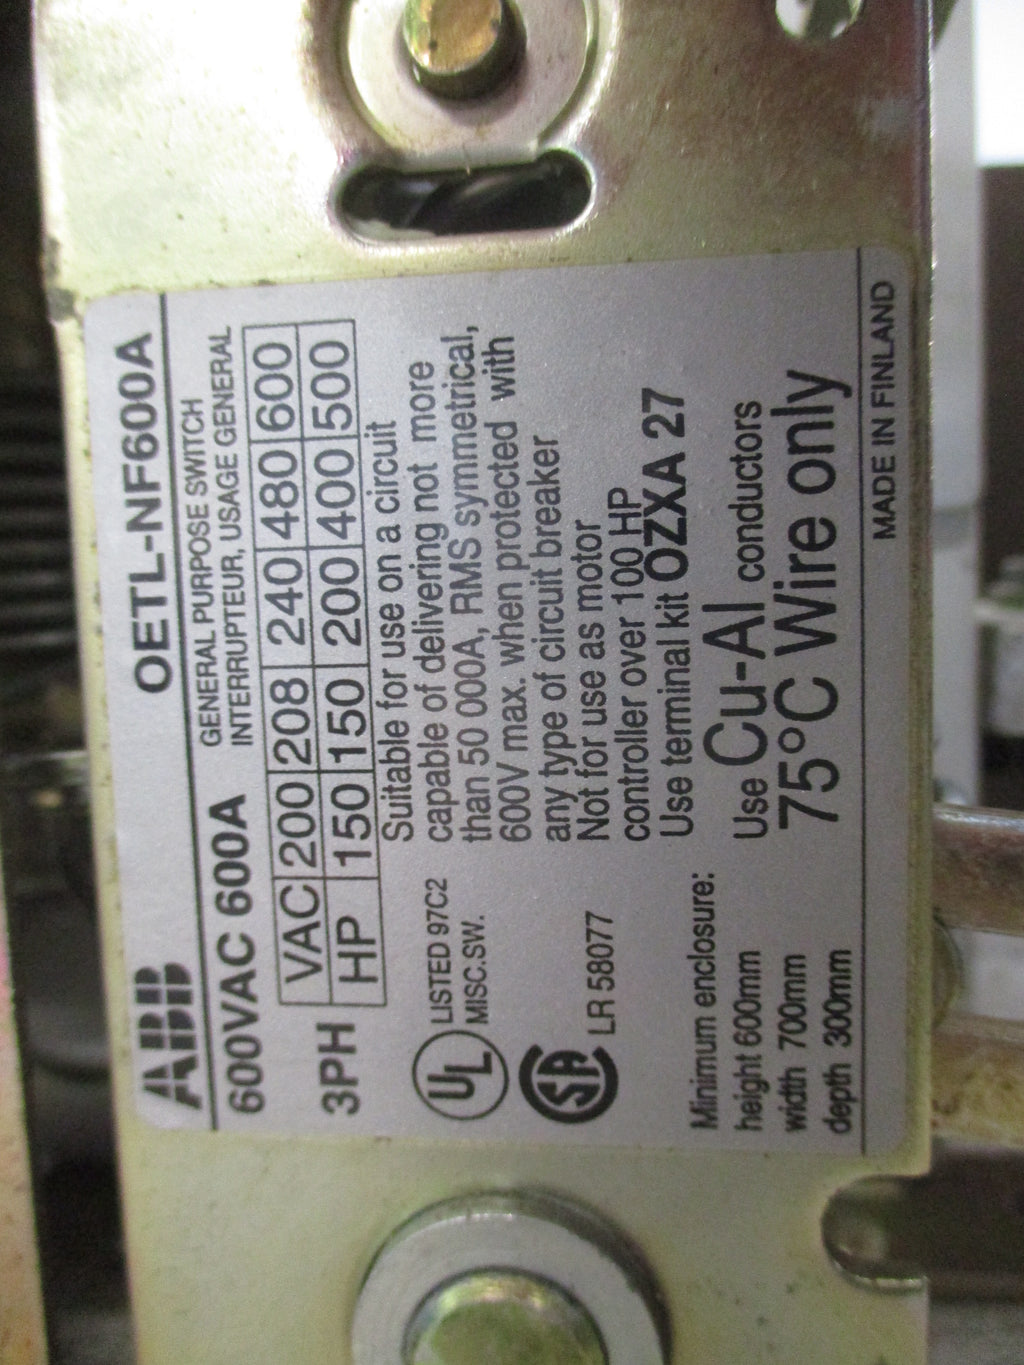 ABB
OETL-NF600A
600VAC 600A
GENERAL PURPOSE SWITCH
INTERRUPTEUR, USAGE GENERAL
3PH
VAC 200 208 240 480 600
HP 150 150 200 400 500
UL
LISTED 97C2
MISC.SW.
SA
LR 58077
Suitable for use on a circuit
capable of delivering not more
than 50 000A, RMS symmetrical,
600V max. when protected with
any type of circuit breaker
Not for use as motor
controller over 100 HP
Use terminal kit OZXA 27
Minimum enclosure:
height 600mm
width 700mm
depth 300mm
Use Cu-Al conductors
75°C Wire only
MADE IN FINLAND